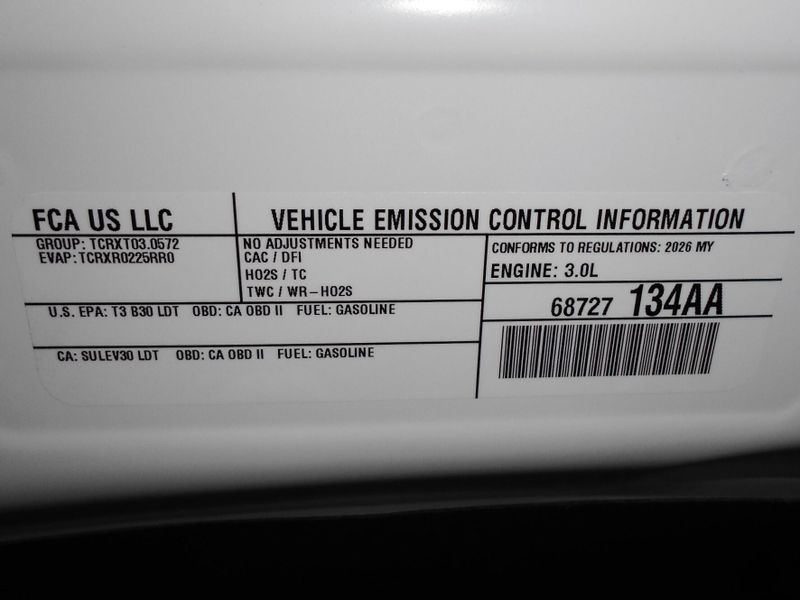 FCA US LLC
VEHICLE EMISSION CONTROL INFORMATION
GROUP: TCRXT03.0572
EVAP: TCRXR0225RR0
NO ADJUSTMENTS NEEDED
CAC / DFI
HO2S / TC
TWC / WR-HO2S
CONFORMS TO REGULATIONS: 2026 MY
ENGINE: 3.0L
68727 134AA
U.S. EPA: T3 B30 LDT OBD: CA OBD II FUEL: GASOLINE
CA: SULEV30 LDT OBD: CA OBD II FUEL: GASOLINE